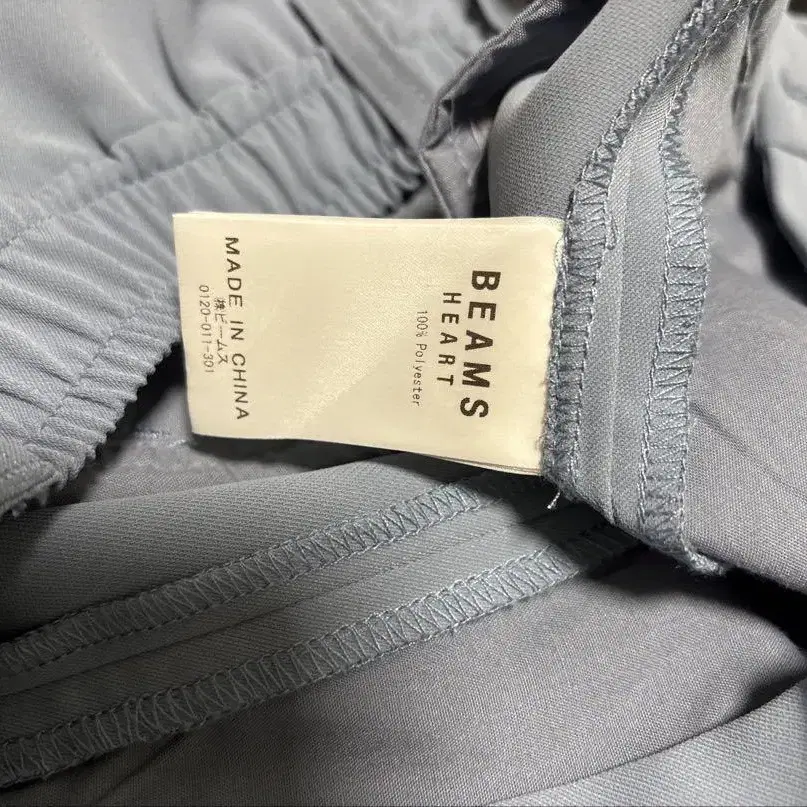 BEAMS
HEART
100% Polyester
MADE IN CHINA
㈱ビームス
0120-011-301